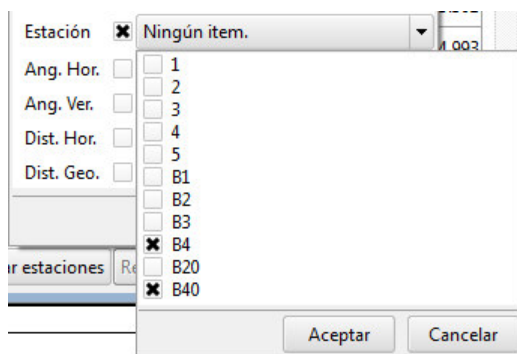 Estación Ningún item.
Ang. Hor.
Ang. Ver.
Dist. Hor.
Dist. Geo.
1
2
3
4
5
B1
B2
B3
B4
B20
B40
estaciones
Aceptar Cancelar